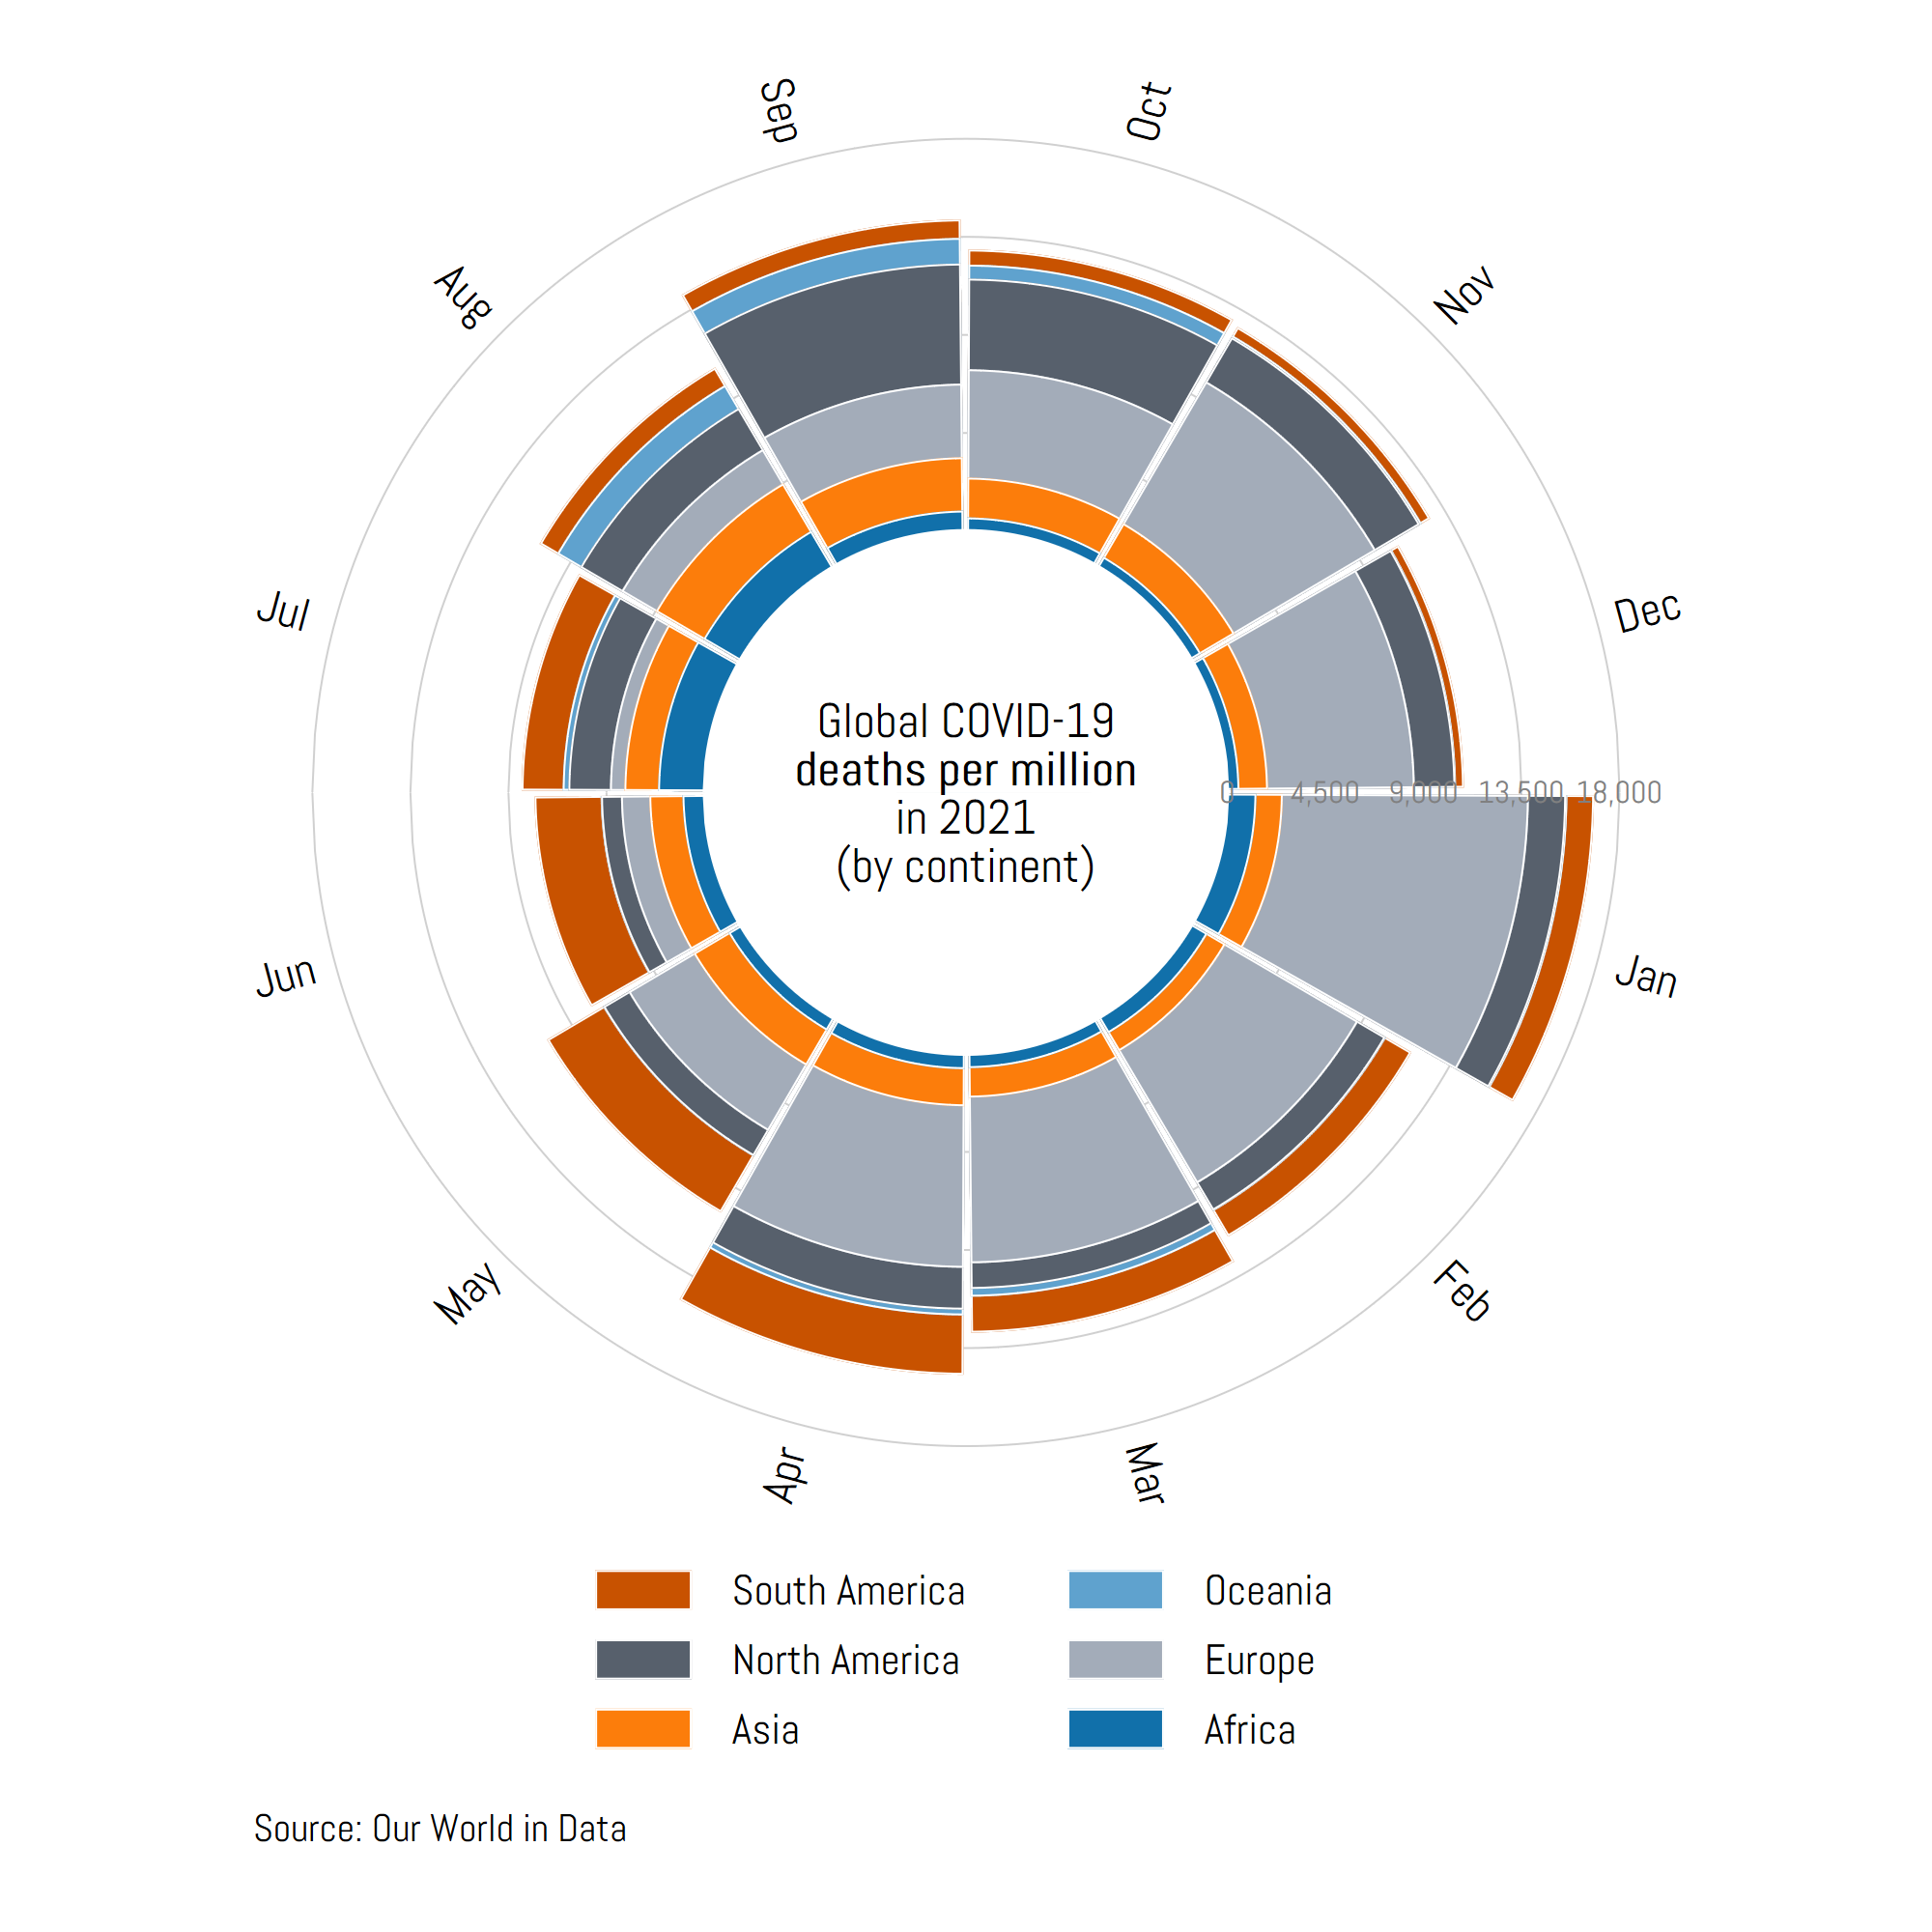 Sep
Oct
Aug
Nov
Jul
Dec
Global COVID-19
deaths per million
in 2021
(by continent)
0 4,500 9,000 13,500 18,000
Jun
Jan
May
Feb
Apr
Mar
South America
Oceania
North America
Europe
Asia
Africa
Source: Our World in Data